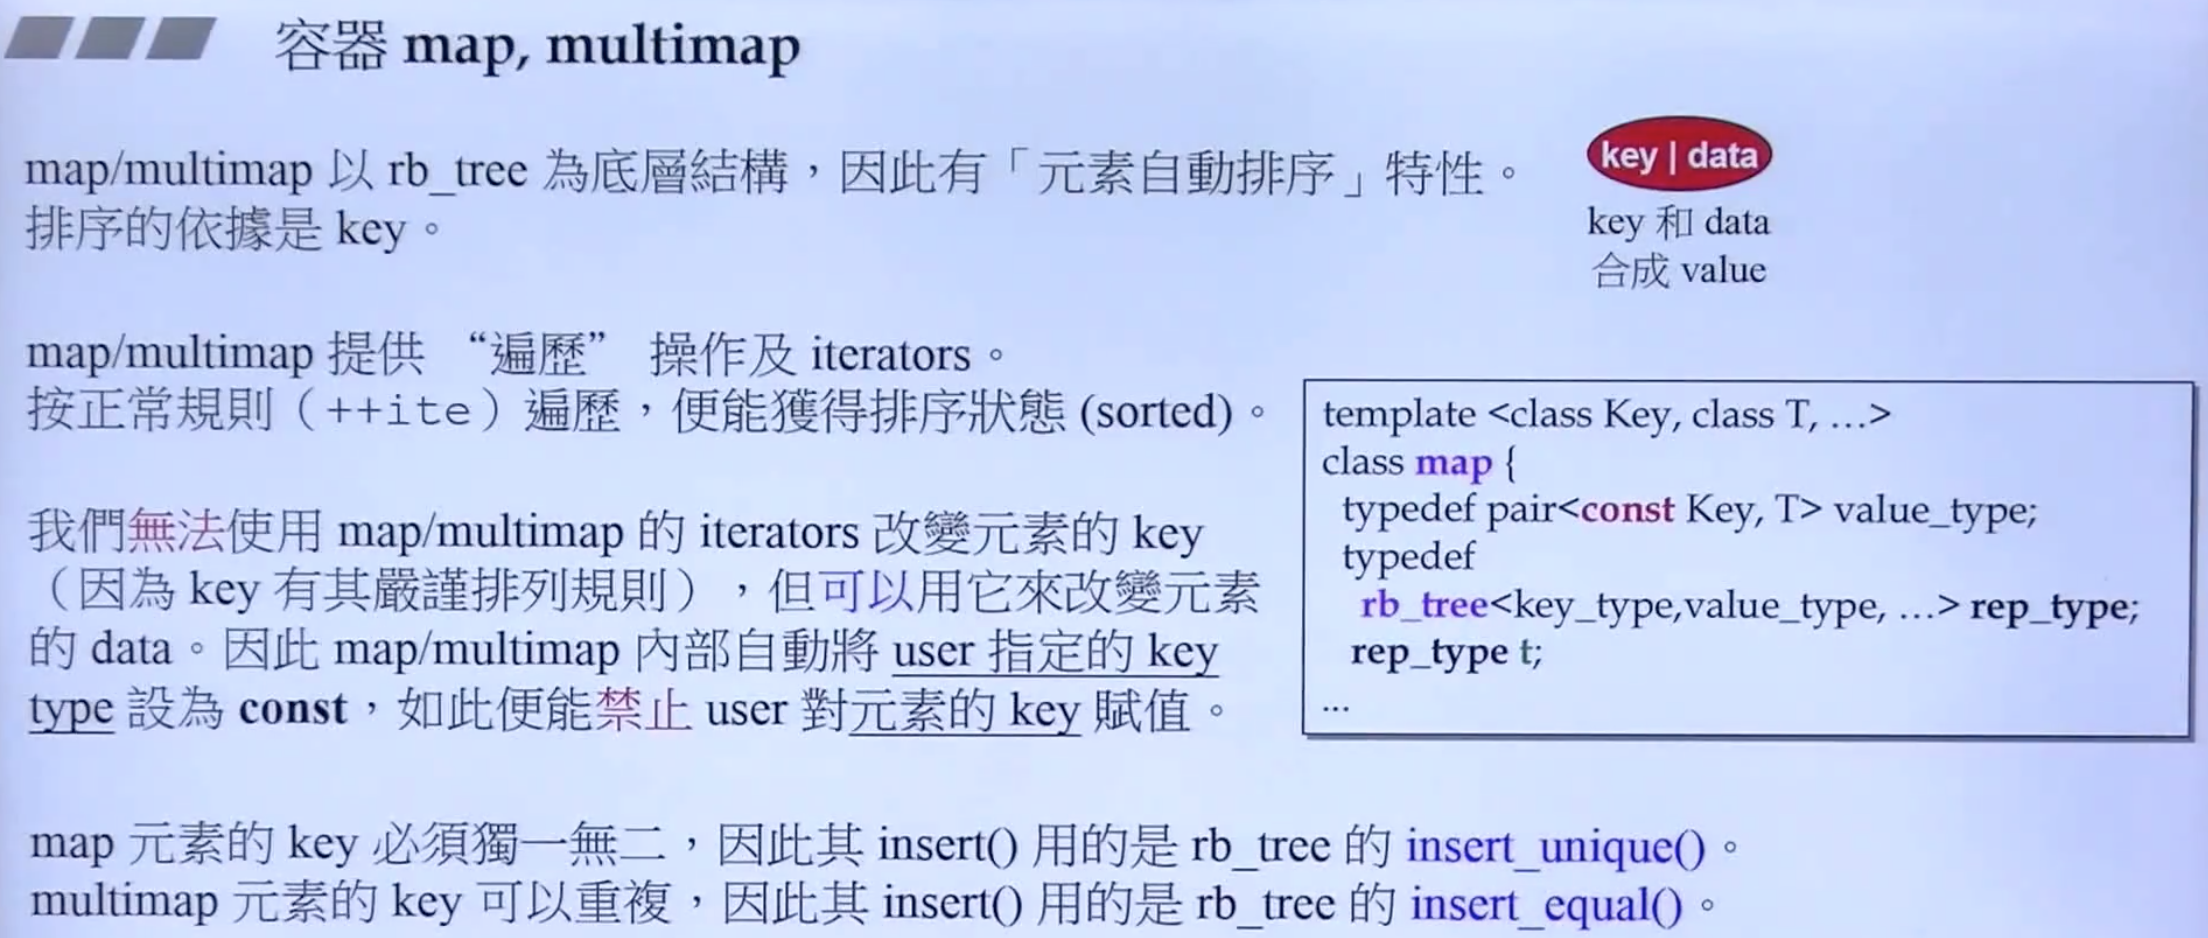 容器 map, multimap
map/multimap 以 rb_tree 為底層結構，因此有「元素自動排序」特性。
排序的依據是 key。
key | data
key 和 data
合成 value
map/multimap 提供 “遍歷” 操作及 iterators。
按正常規則（++ite）遍歷，便能獲得排序狀態 (sorted)。
我們無法使用 map/multimap 的 iterators 改變元素的 key
（因為 key 有其嚴謹排列規則），但可以用它來改變元素
的 data。因此 map/multimap 內部自動將 user 指定的 key
type 設為 const，如此便能禁止 user 對元素的 key 賦值。
template <class Key, class T, …>
class map {
typedef pair<const Key, T> value_type;
typedef
rb_tree<key_type,value_type, …> rep_type;
rep_type t;
...
map 元素的 key 必須獨一無二，因此其 insert() 用的是 rb_tree 的 insert_unique()。
multimap 元素的 key 可以重複，因此其 insert() 用的是 rb_tree 的 insert_equal()。